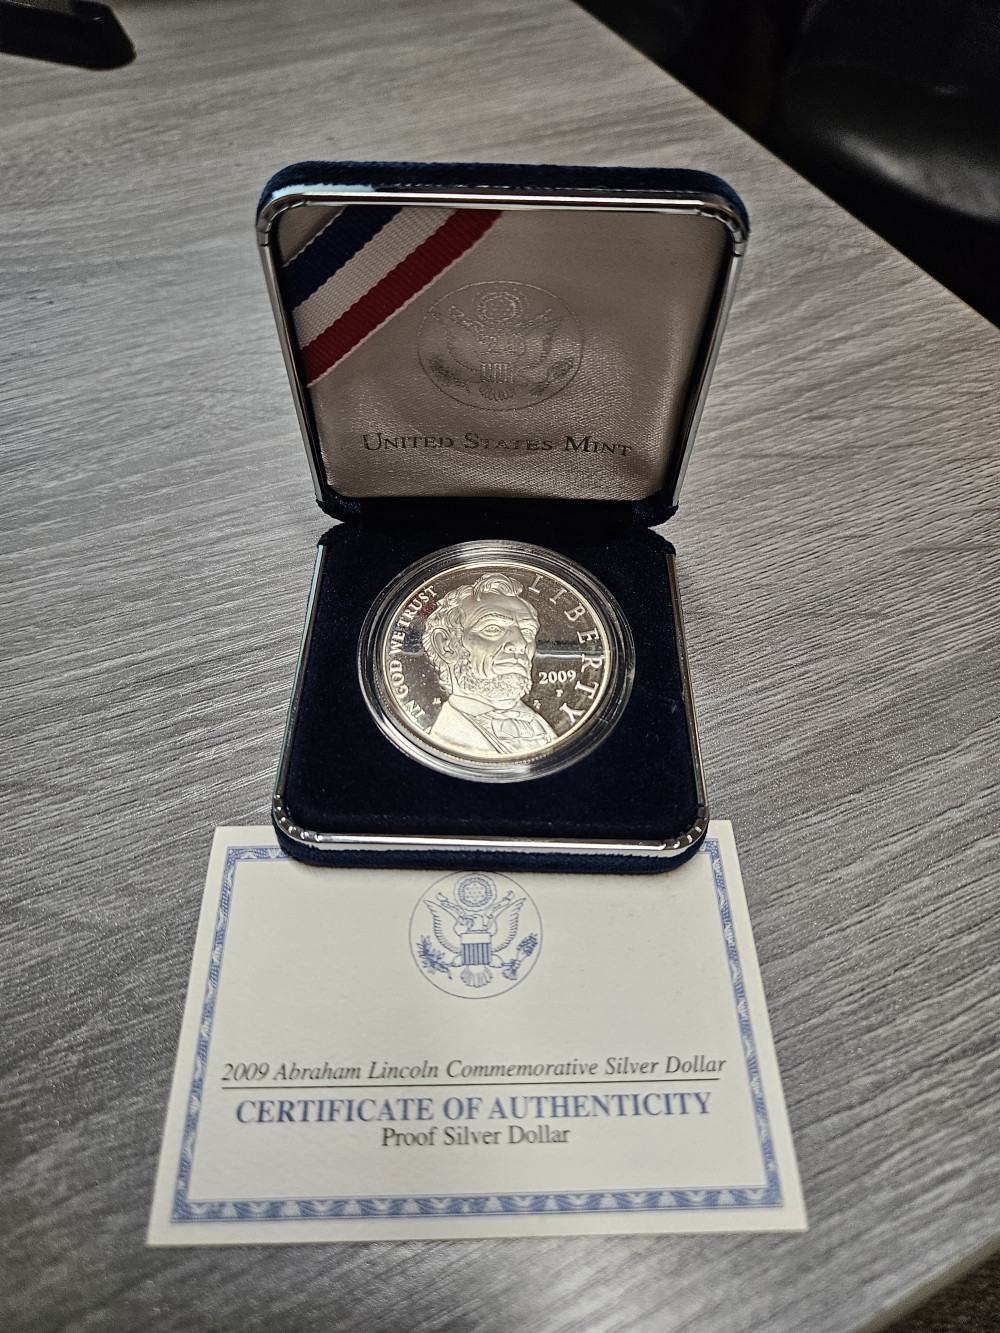 UNITED STATES MINT
IN GOD WE TRUST
LIBERTY
2009
P
2009 Abraham Lincoln Commemorative Silver Dollar
CERTIFICATE OF AUTHENTICITY
Proof Silver Dollar